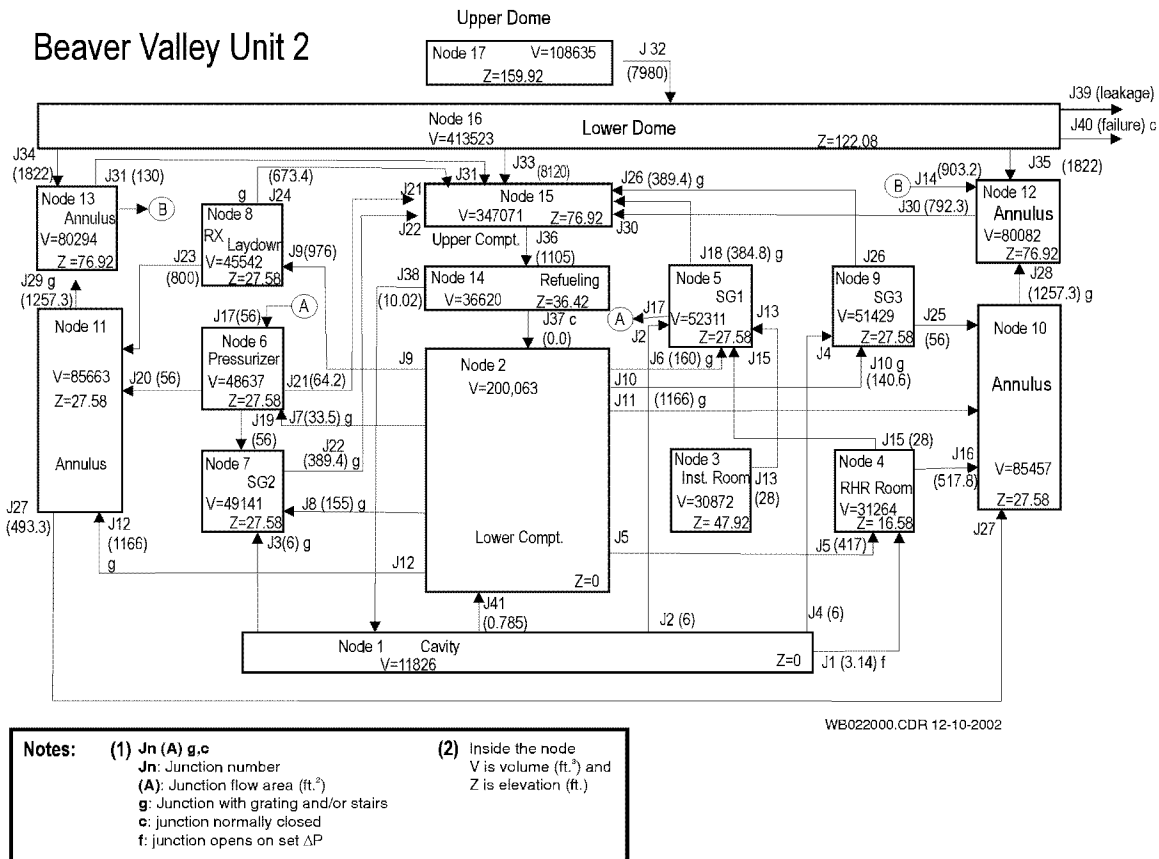 Beaver Valley Unit 2
Upper Dome
Node 17 V=108635
Z=159.92
J 32
(7980)
Node 16
V=413523
Lower Dome
Z=122.08
J39 (leakage)
J40 (failure) c
J34
(1822)
J31 (130)
(673.4)
g
J24
J31
J33
(8120)
J26 (389.4) g
J14 (903.2)
B
J35
(1822)
Node 13
Annulus
V=80294
Z =76.92
B
Node 8
RX
Laydown
V=45542
Z=27.58
J23
(800)
J9(976)
J21
J22
Node 15
V=347071
Z=76.92
Upper Compt.
J30
J30 (792.3)
Node 12
Annulus
V=80082
Z=76.92
J29 g
(1257.3)
J36
(1105)
J18 (384.8) g
J26
J28
(1257.3) g
J38
(10.02)
Node 14
Refueling
V=36620
Z=36.42
J37 c
(0.0)
A
J17
J2
Node 5
SG1
V=52311
Z=27.58
J13
J15
J6 (160) g
Node 9
SG3
V=51429
Z=27.58
J4
J25
(56)
J10 g
(140.6)
Node 11
V=85663
Z=27.58
Annulus
J17(56)
A
Node 6
Pressurizer
V=48637
Z=27.58
J20 (56)
J21(64.2)
J9
J19
(56)
J7(33.5) g
J22
(389.4) g
Node 2
V=200,063
Lower Compt.
Z=0
J10
J11
(1166) g
Node 10
Annulus
V=85457
Z=27.58
Node 7
SG2
V=49141
Z=27.58
J8 (155) g
J3(6) g
Node 3
Inst. Room
V=30872
Z= 47.92
J13
(28)
J15 (28)
Node 4
RHR Room
V=31264
Z= 16.58
J16
(517.8)
J27
(493.3)
J12
(1166)
g
J12
J5
J5 (417)
J27
J41
(0.785)
J2 (6)
J4 (6)
Node 1 Cavity
V=11826
Z=0
J1 (3.14) f
WB022000.CDR 12-10-2002
Notes: (1) Jn (A) g,c
Jn: Junction number
(A): Junction flow area (ft.²)
g: Junction with grating and/or stairs
c: junction normally closed
f: junction opens on set ΔP
(2) Inside the node
V is volume (ft.³) and
Z is elevation (ft.)